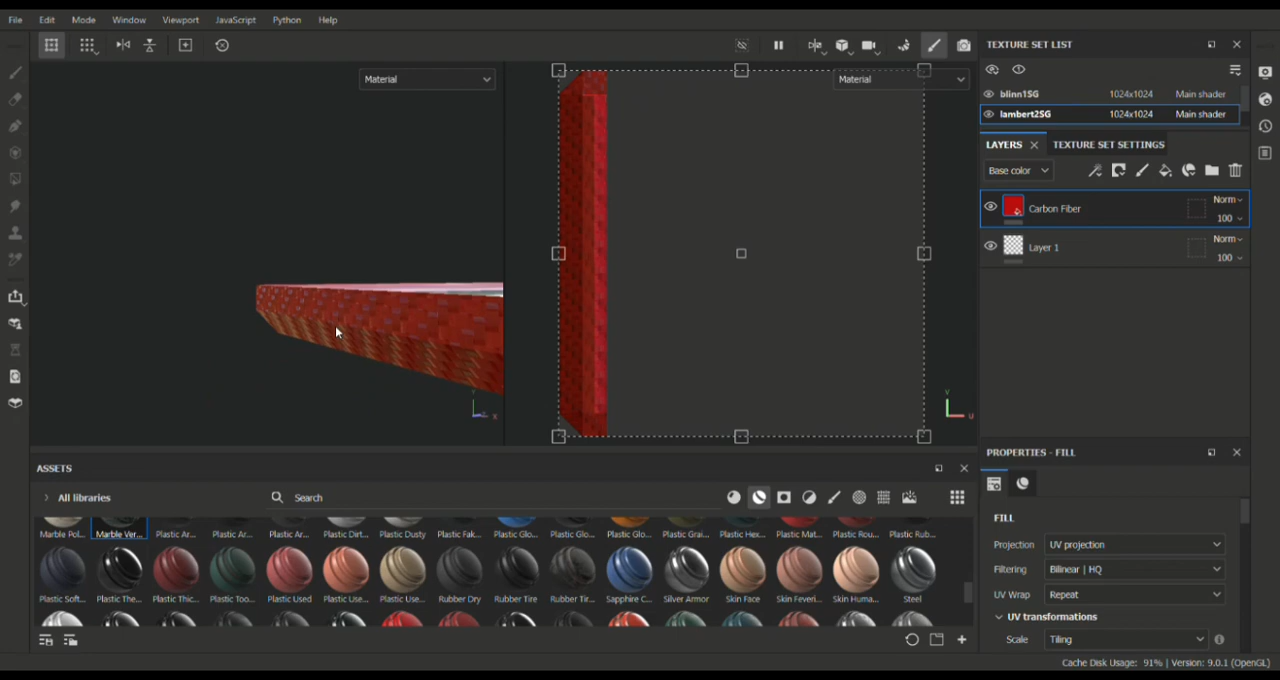 File Edit Mode Window Viewport JavaScript Python Help
Material
Material
TEXTURE SET LIST
blinn1SG 1024x1024 Main shader
lambert2SG 1024x1024 Main shader
LAYERS TEXTURE SET SETTINGS
Base color
Carbon Fiber Norm 100
Layer 1 Norm 100
Y
X
Y
U
ASSETS
All libraries Search
Marble Pol... Marble Ver... Plastic Ar... Plastic Ar... Plastic Ar... Plastic Dirt... Plastic Dusty Plastic Fak... Plastic Glo... Plastic Glo... Plastic Glo... Plastic Grai... Plastic Hex... Plastic Mat... Plastic Rou... Plastic Rub...
Plastic Soft... Plastic The... Plastic Thic... Plastic Too... Plastic Used Plastic Use... Plastic Use... Rubber Dry Rubber Tire Rubber Tir... Sapphire C... Silver Armor Skin Face Skin Feveri... Skin Huma... Steel
PROPERTIES - FILL
FILL
Projection UV projection
Filtering Bilinear | HQ
UV Wrap Repeat
UV transformations
Scale Tiling
Cache Disk Usage: 91% | Version: 9.0.1 (OpenGL)